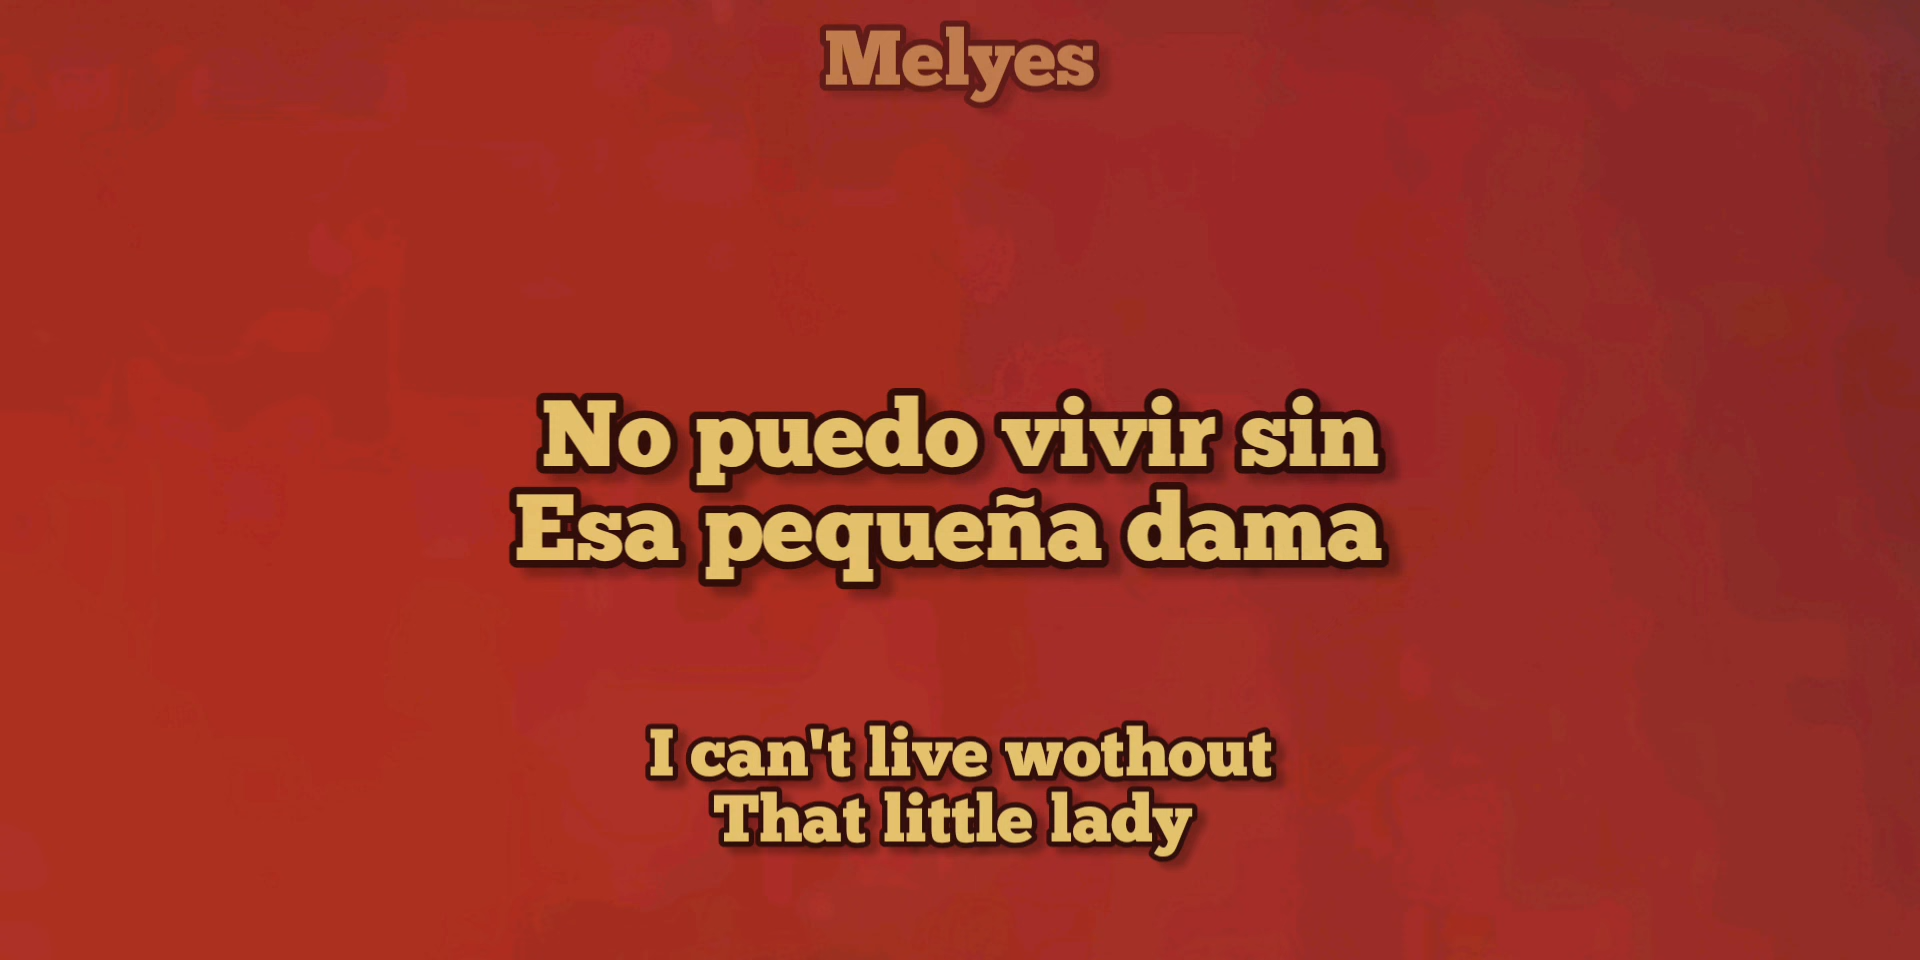 Melyes
No puedo vivir sin
Esa pequeña dama
I can't live wothout
That little lady